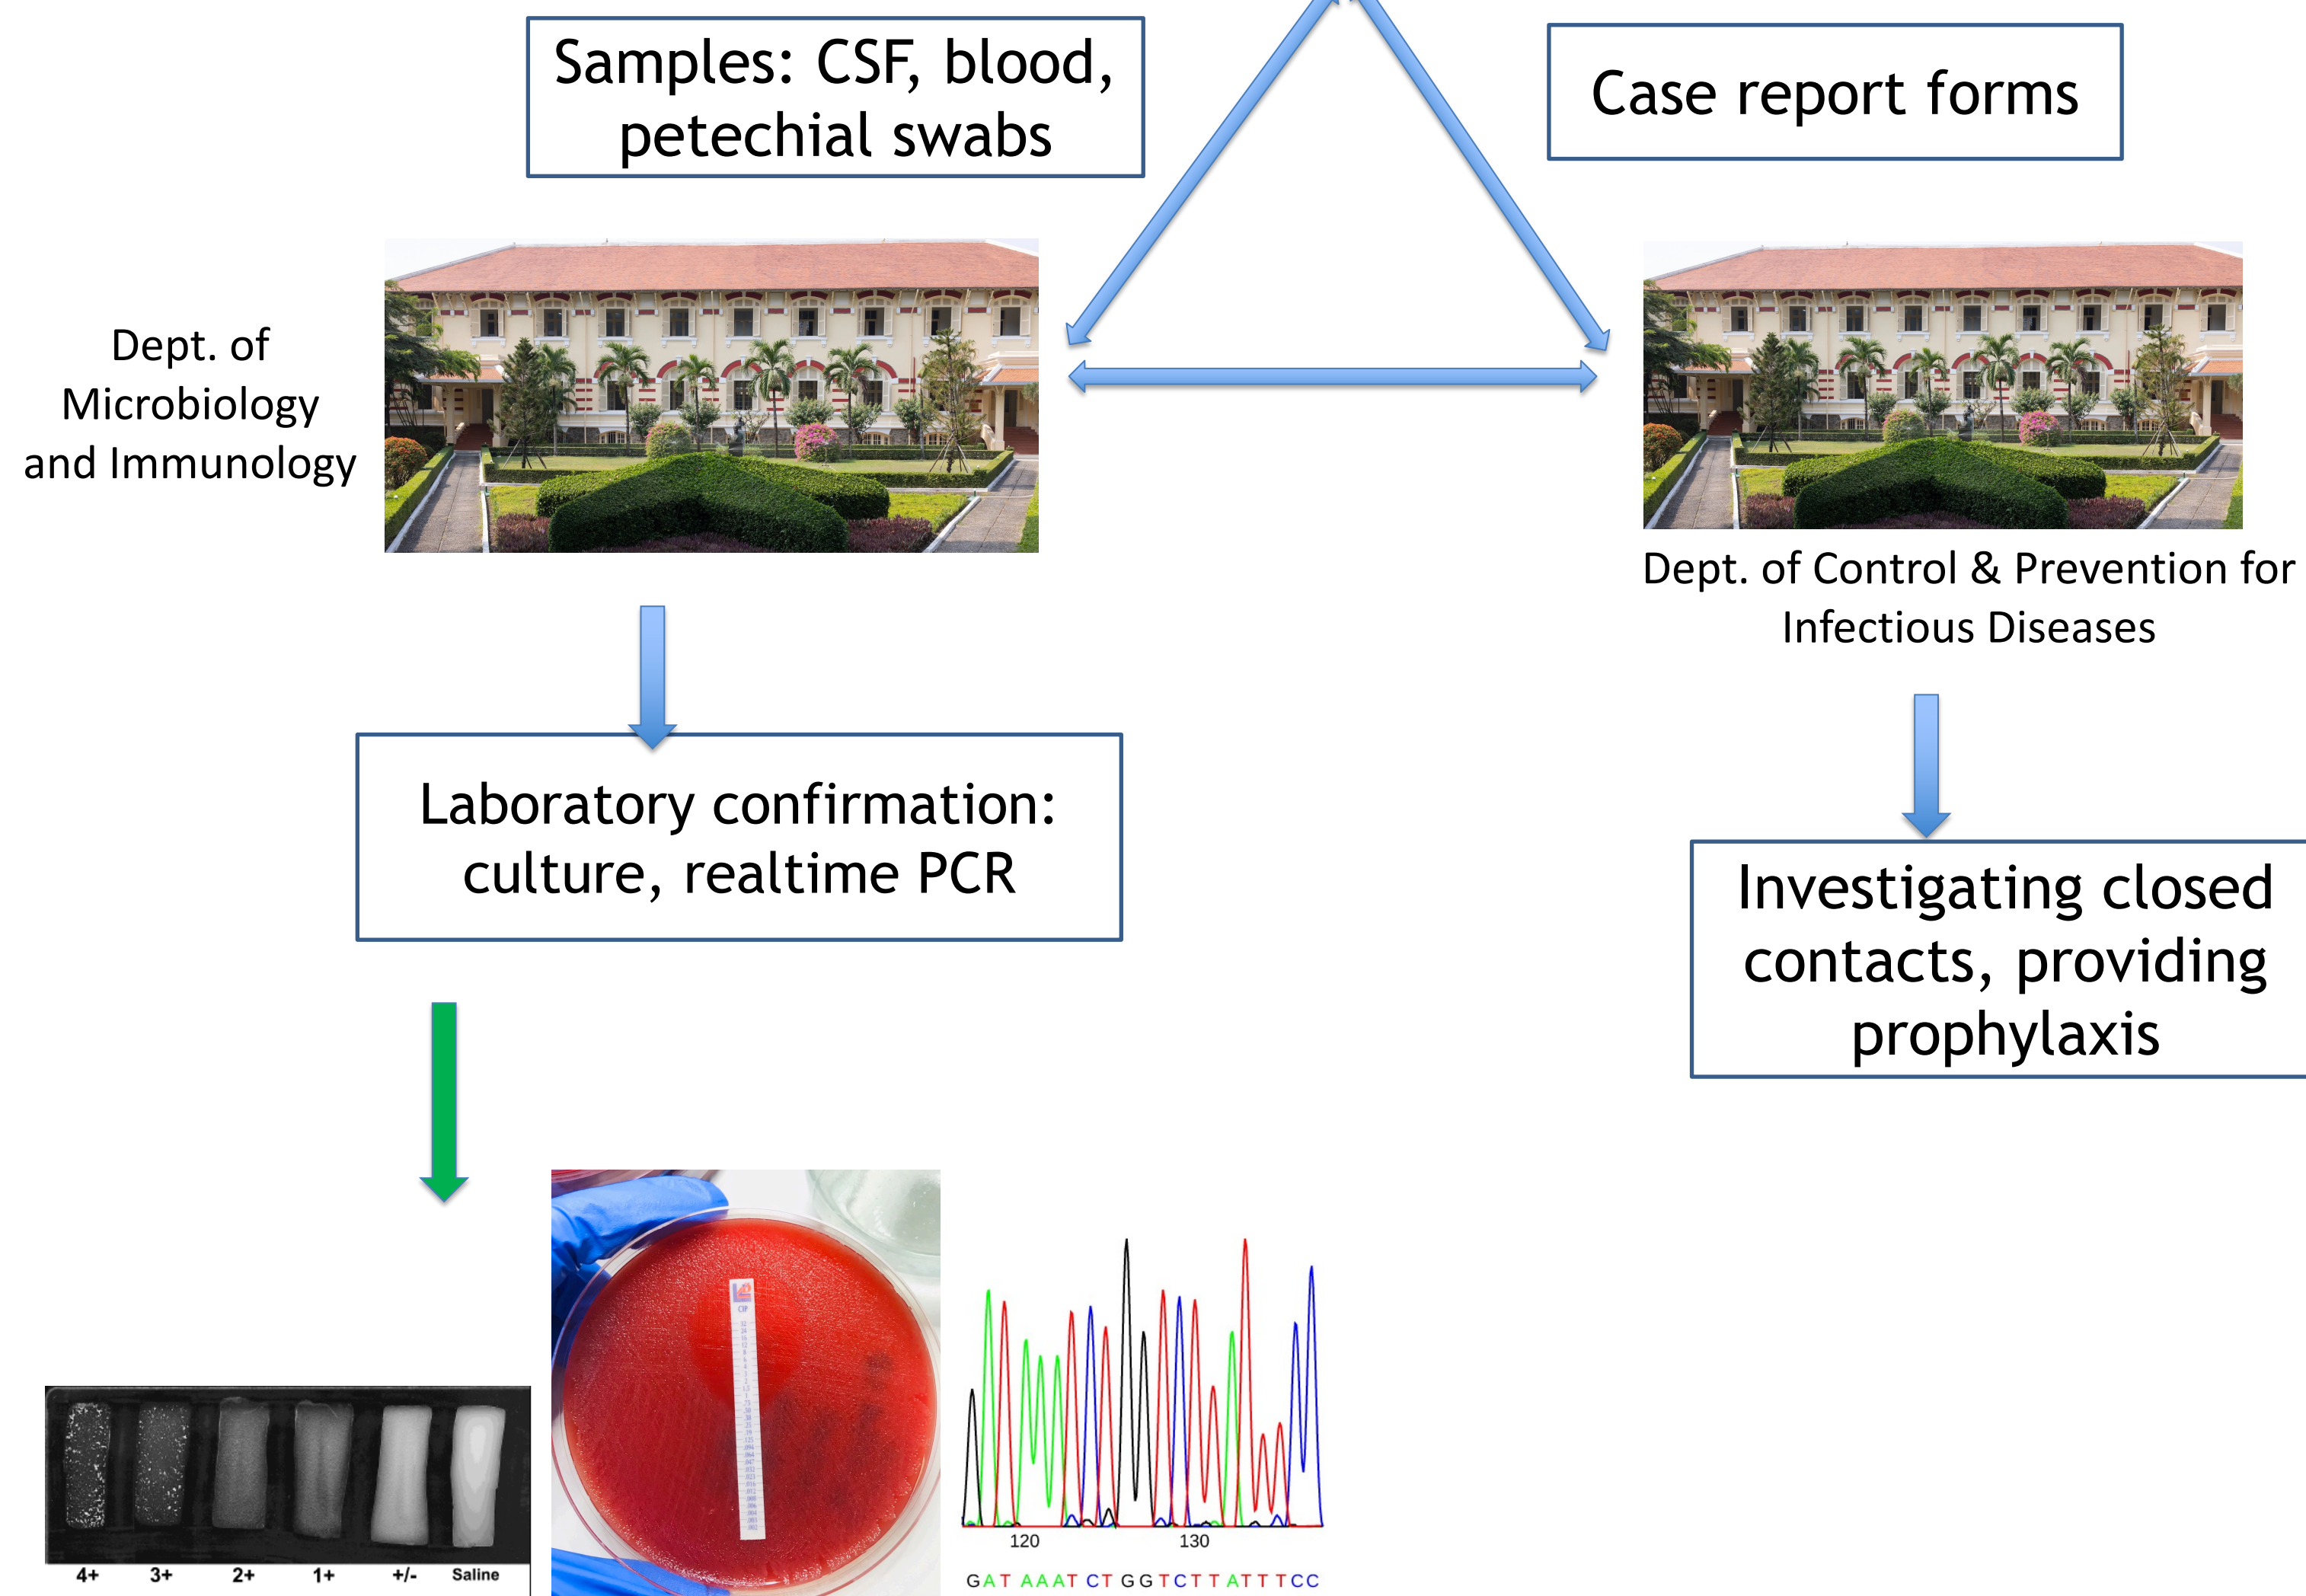 Samples: CSF, blood,
petechial swabs
Case report forms
Dept. of
Microbiology
and Immunology
Dept. of Control & Prevention for
Infectious Diseases
Laboratory confirmation:
culture, realtime PCR
Investigating closed
contacts, providing
prophylaxis
4+ 3+ 2+ 1+ +/- Saline
CIP
120 130
GAT AAAT CT GGTCTT ATTTCC